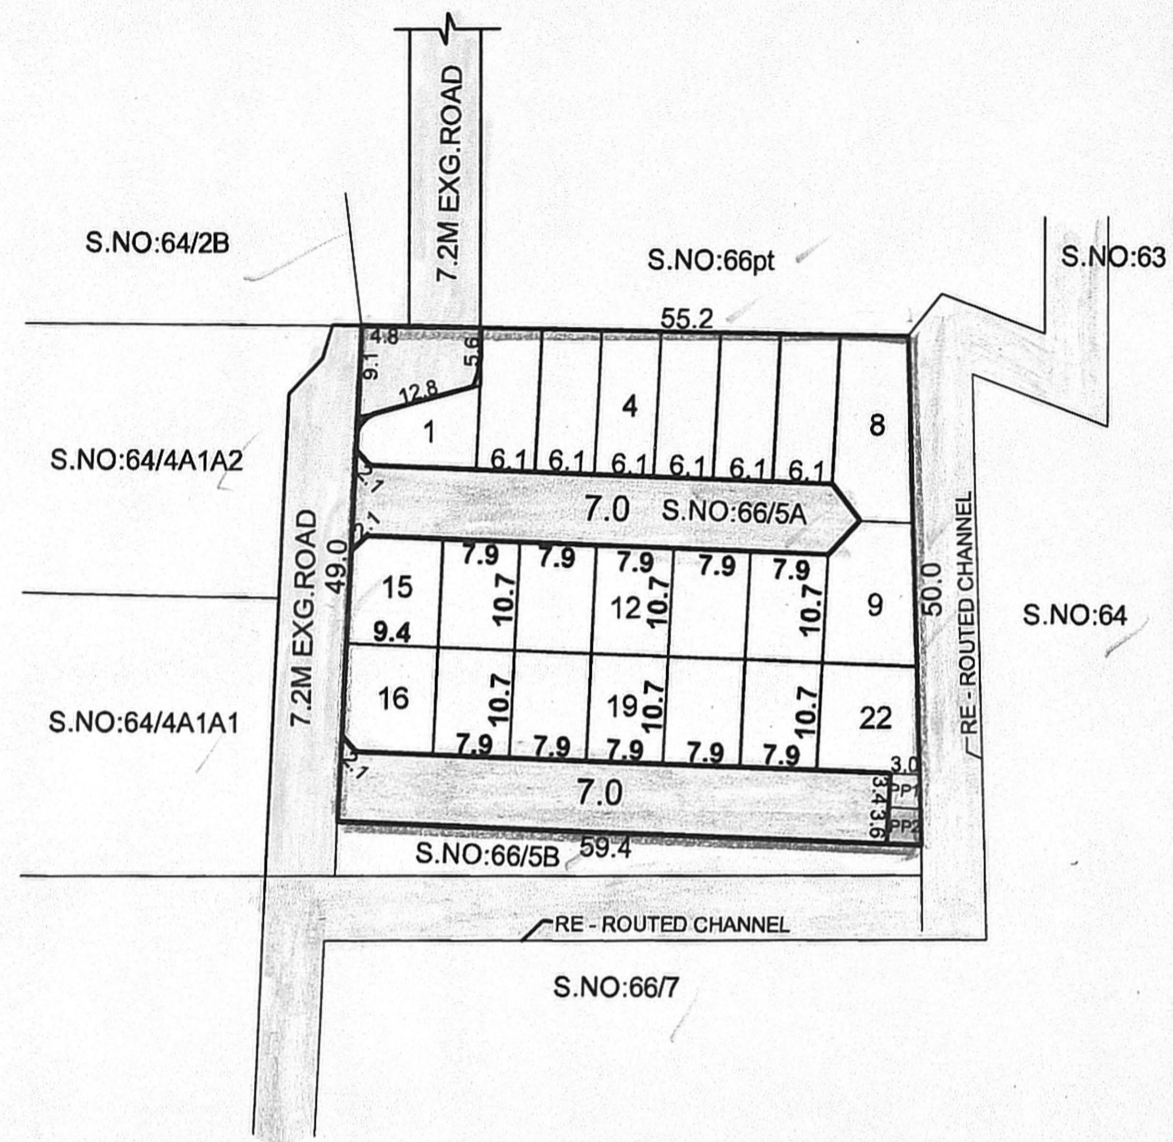 7.2M EXG.ROAD
S.NO:64/2B
S.NO:66pt
S.NO:63
55.2
4.8
9.1
5.6
12.8
1
4
8
S.NO:64/4A1A2
6.1 6.1 6.1 6.1 6.1 6.1
2.1
7.0 S.NO:66/5A
2.1
7.9 7.9 7.9 7.9 7.9
15
10.7
12
10.7
10.7
9
9.4
49.0
7.2M EXG.ROAD
50.0
RE - ROUTED CHANNEL
S.NO:64
16
10.7
19
10.7
10.7
22
S.NO:64/4A1A1
7.9 7.9 7.9 7.9 7.9
2.1
3.0
7.0
3.4
PP1
3.6
PP2
S.NO:66/5B
59.4
RE - ROUTED CHANNEL
S.NO:66/7